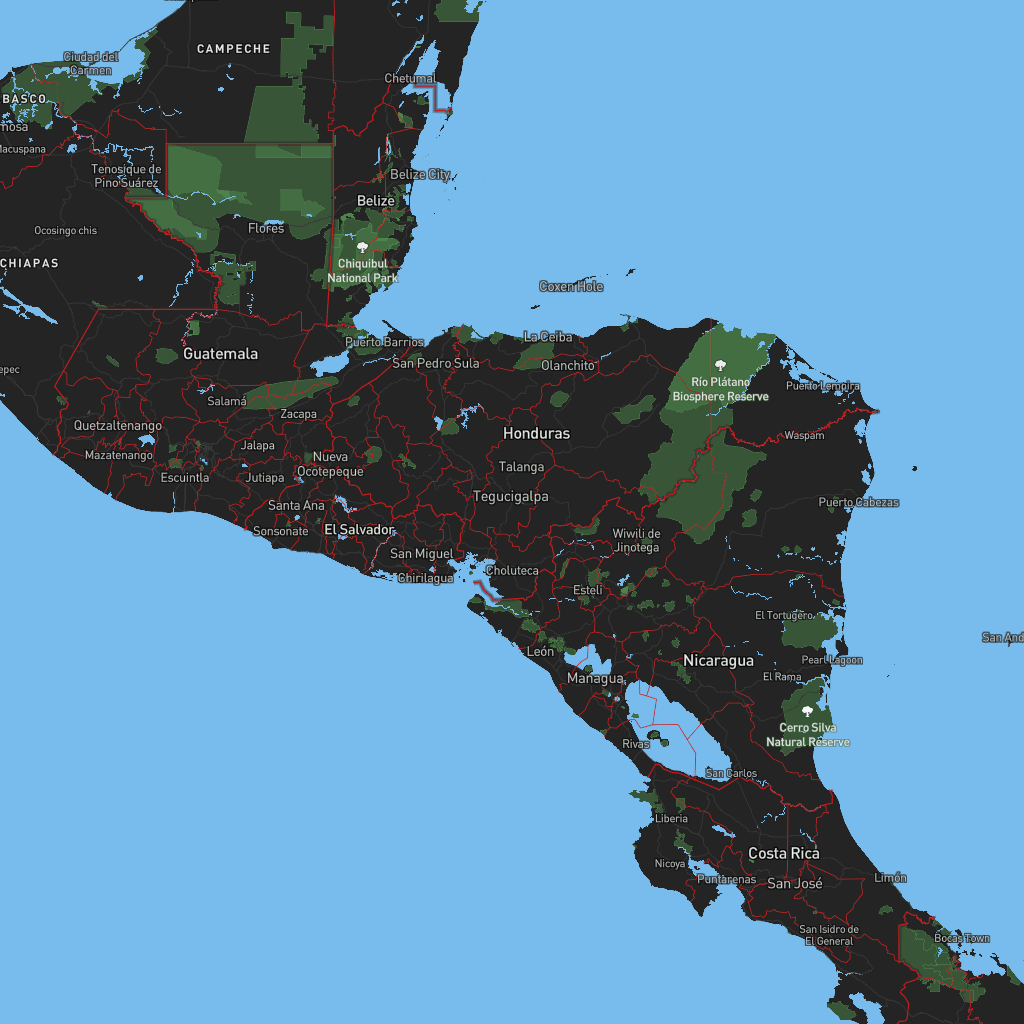 CAMPECHE
Ciudad del
Carmen
Chetumal
BASCO
mosa
Macuspana
Tenosique de
Pino Suárez
Belize City
Belize
Ocosingo chis
Flores
CHIAPAS
Chiquibul
National Park
Coxen Hole
Puerto Barrios
La Ceiba
Guatemala
San Pedro Sula
Olanchito
epec
Río Plátano
Biosphere Reserve
Puerto Lempira
Salamá
Zacapa
Quetzaltenango
Honduras
Waspam
Mazatenango
Jalapa
Nueva
Ocotepeque
Talanga
Escuintla
Jutiapa
Tegucigalpa
Santa Ana
Puerto Cabezas
Sonsonate
El Salvador
Wiwilí de
Jinotega
San Miguel
Choluteca
Chirilagua
Estelí
El Tortugero
San And
León
Nicaragua
Pearl Lagoon
Managua
El Rama
Cerro Silva
Natural Reserve
Rivas
San Carlos
Liberia
Costa Rica
Nicoya
Puntarenas
San José
Limón
San Isidro de
El General
Bocas Town